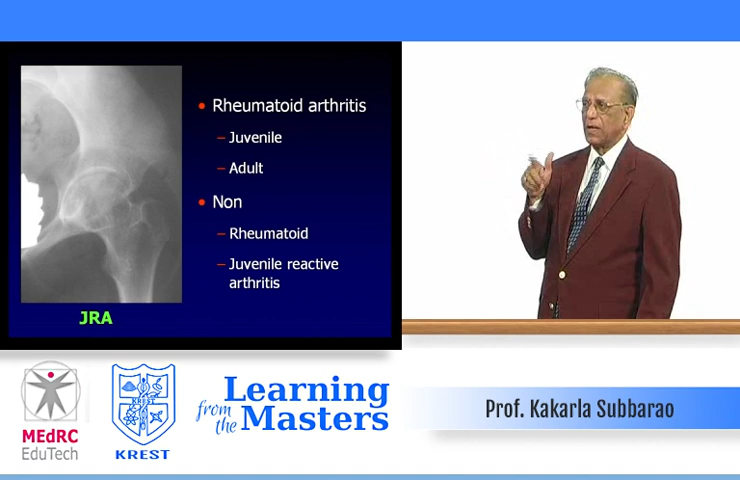 • Rheumatoid arthritis
– Juvenile
– Adult
• Non
– Rheumatoid
– Juvenile reactive
arthritis
JRA
MEdRC
EduTech
KREST
KREST
Learning
from the
Masters
Prof. Kakarla Subbarao